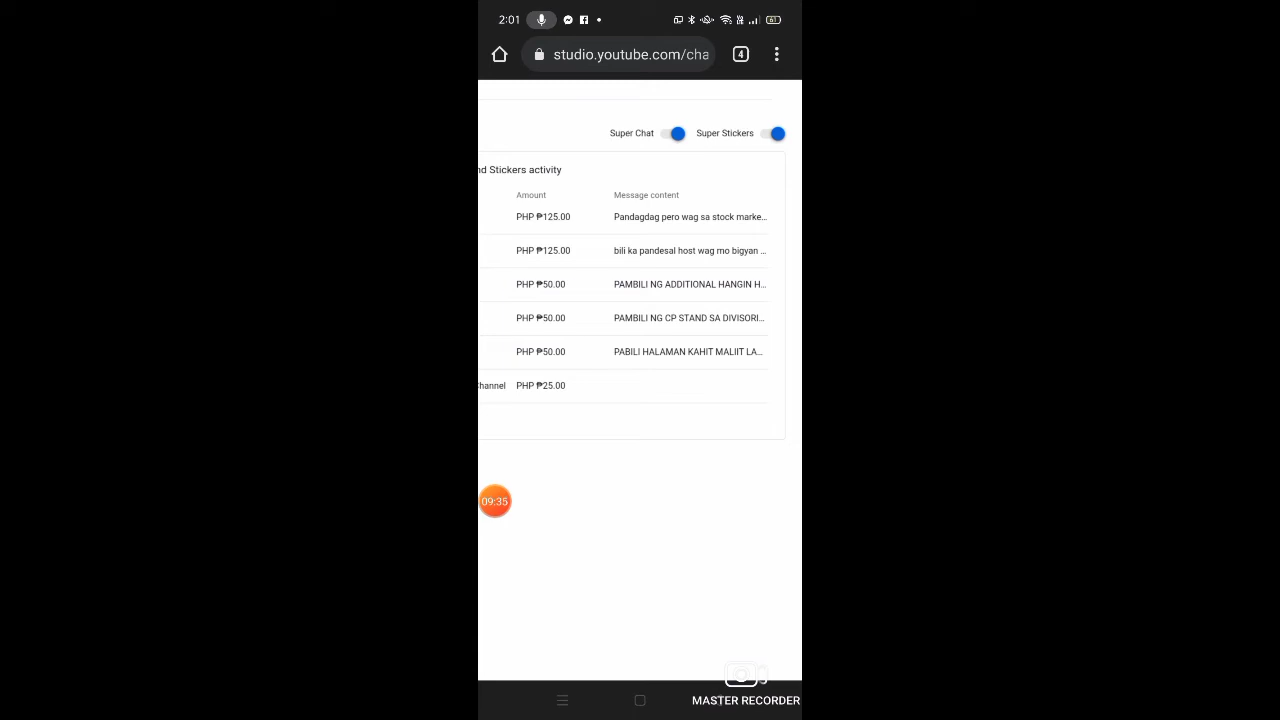 2:01
61
studio.youtube.com/cha
4
Super Chat
Super Stickers
nd Stickers activity
Amount Message content
PHP ₱125.00 Pandagdag pero wag sa stock marke...
PHP ₱125.00 bili ka pandesal host wag mo bigyan ...
PHP ₱50.00 PAMBILI NG ADDITIONAL HANGIN H...
PHP ₱50.00 PAMBILI NG CP STAND SA DIVISORI...
PHP ₱50.00 PABILI HALAMAN KAHIT MALIIT LA...
Channel PHP ₱25.00
09:35
MASTER RECORDER